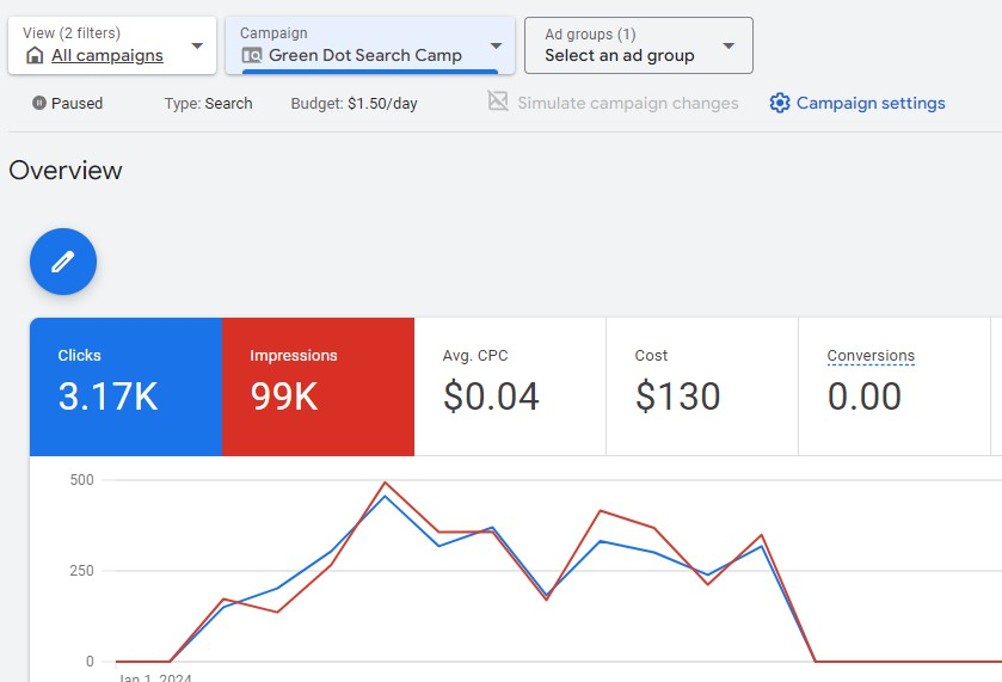 View (2 filters)
All campaigns
Campaign
Green Dot Search Camp
Ad groups (1)
Select an ad group
Paused
Type: Search
Budget: $1.50/day
Simulate campaign changes
Campaign settings
Overview
Clicks
3.17K
Impressions
99K
Avg. CPC
$0.04
Cost
$130
Conversions
0.00
500
250
0
Jan 1, 2024